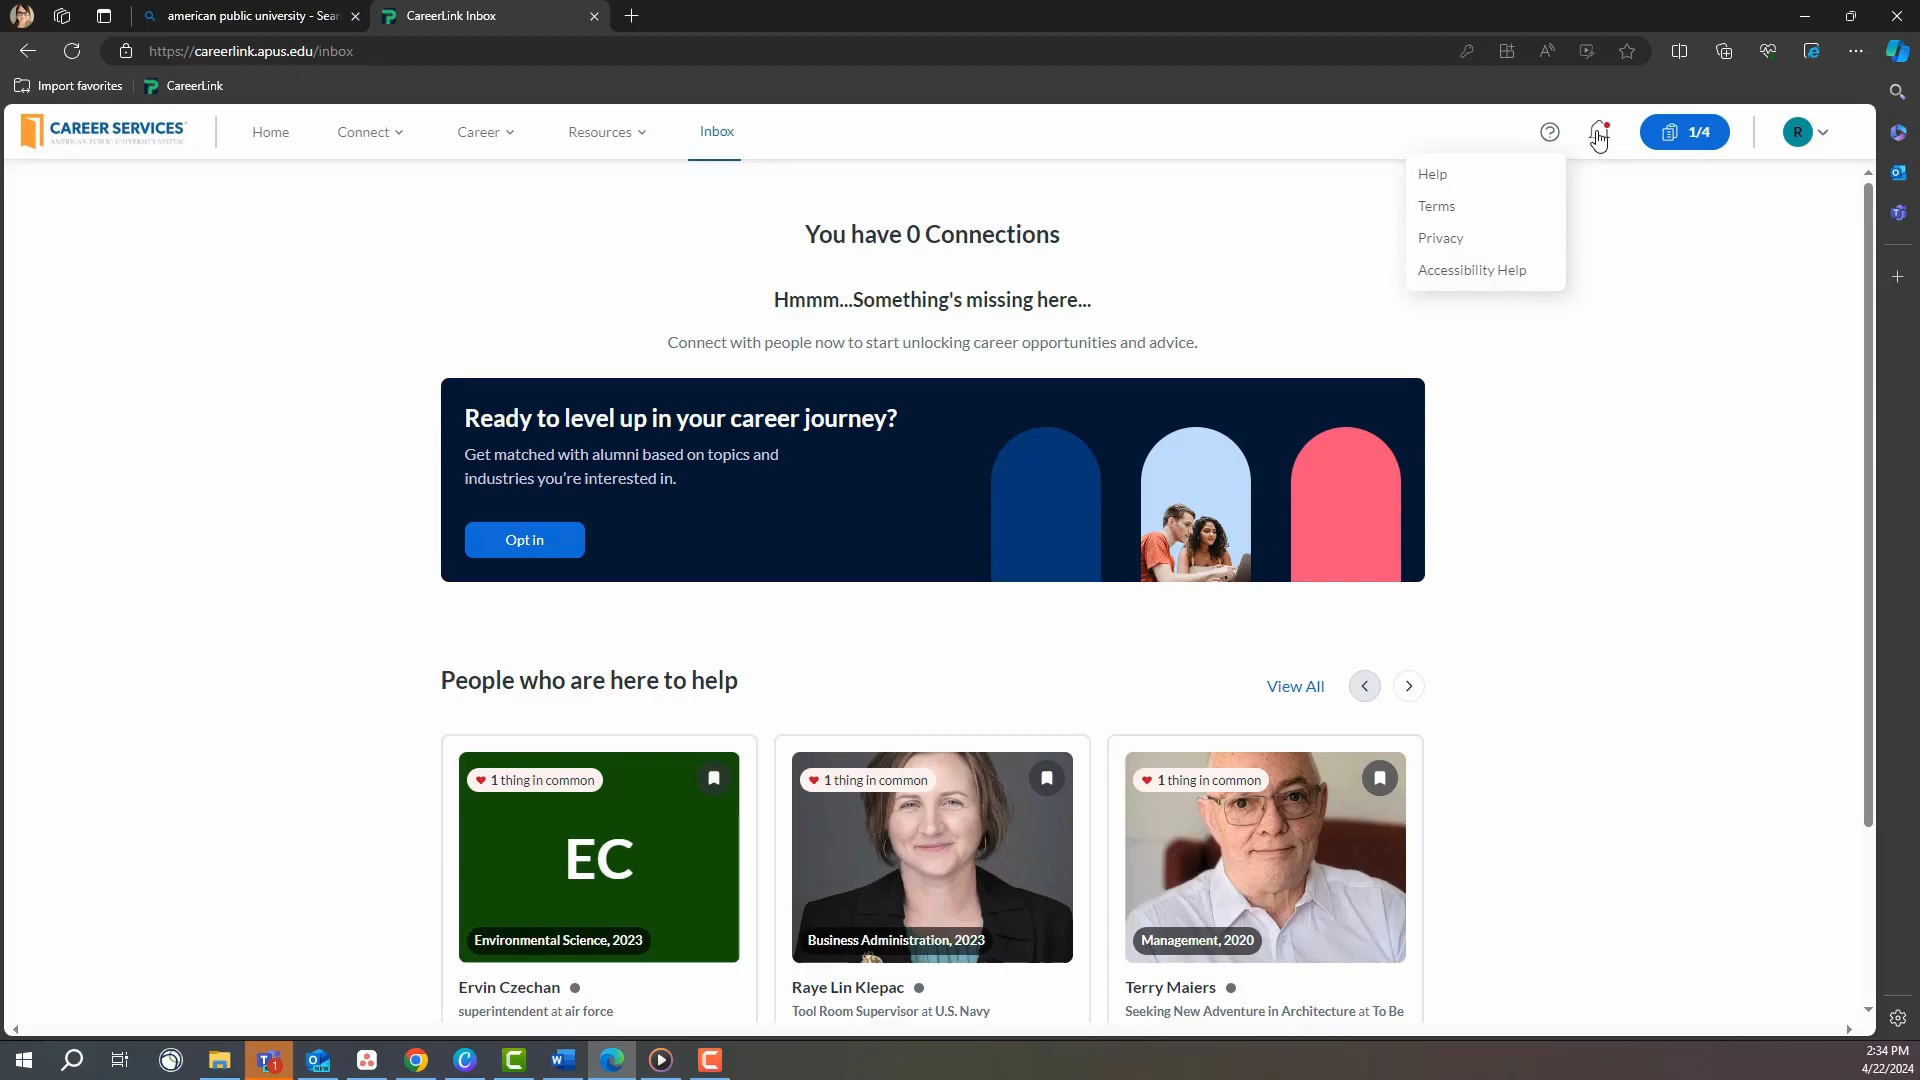 american public university - Sear
CareerLink Inbox
https://careerlink.apus.edu/inbox
Import favorites
CareerLink
CAREER SERVICES
AMERICAN PUBLIC UNIVERSITY SYSTEM
Home
Connect
Career
Resources
Inbox
1/4
R
Help
Terms
Privacy
Accessibility Help
You have 0 Connections
Hmmm...Something's missing here...
Connect with people now to start unlocking career opportunities and advice.
Ready to level up in your career journey?
Get matched with alumni based on topics and
industries you're interested in.
Opt in
People who are here to help
View All
1 thing in common
EC
Environmental Science, 2023
Ervin Czechan
superintendent at air force
1 thing in common
Business Administration, 2023
Raye Lin Klepac
Tool Room Supervisor at U.S. Navy
1 thing in common
Management, 2020
Terry Maiers
Seeking New Adventure in Architecture at To Be
2:34 PM
4/22/2024